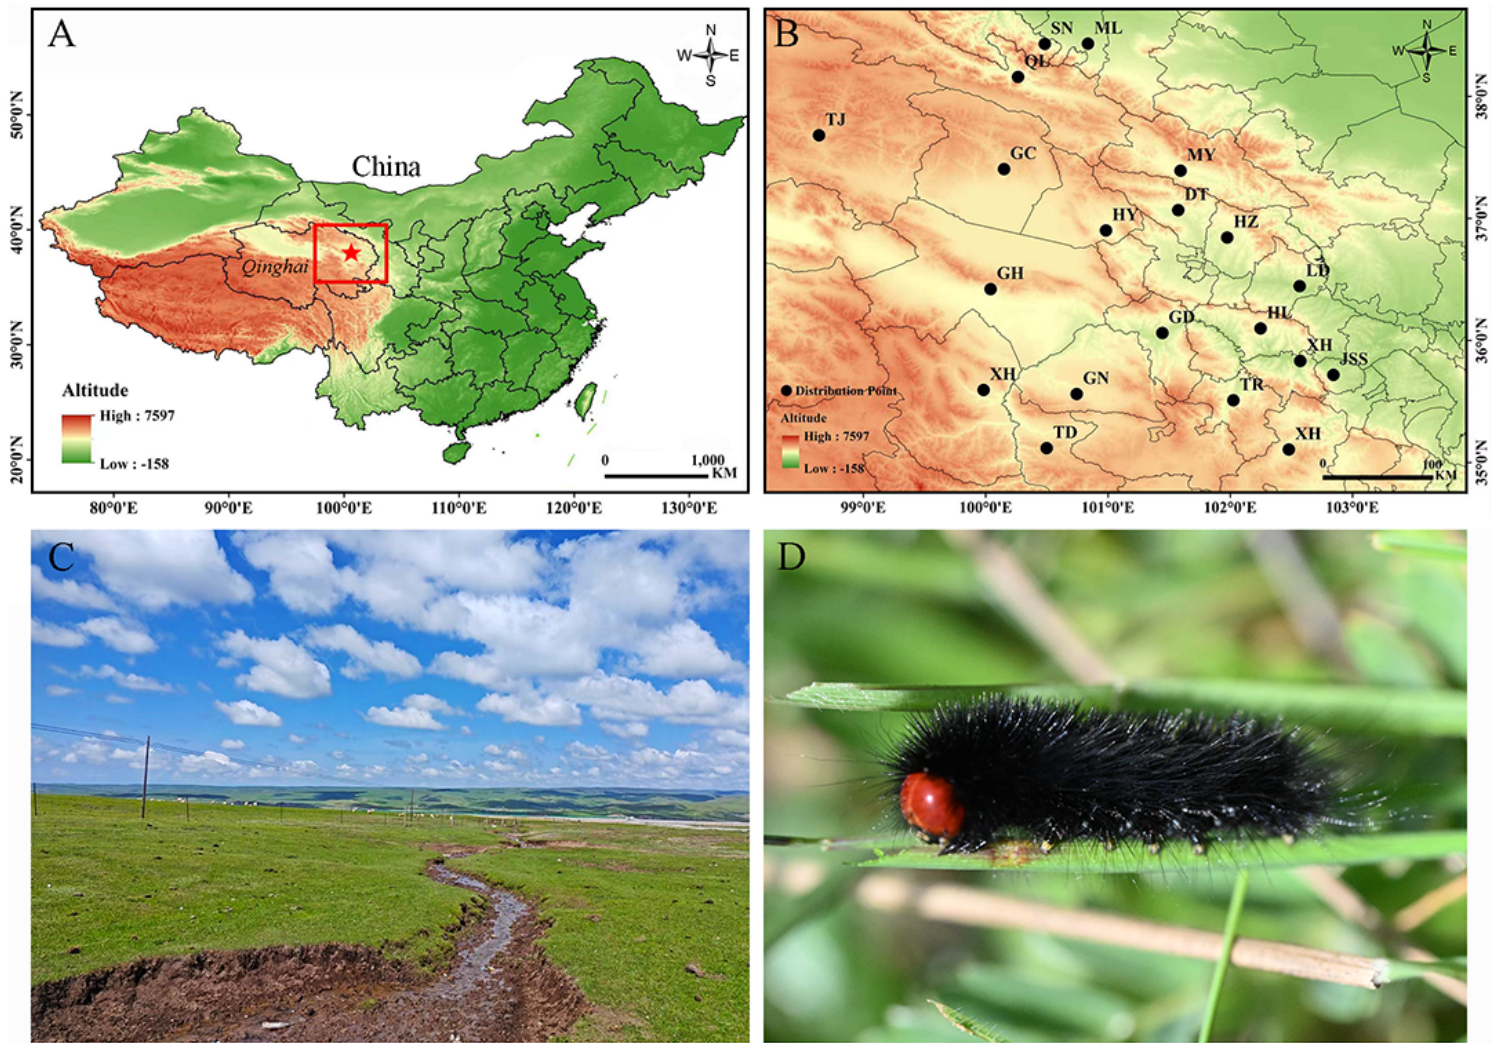 A
N
W E
S
China
Qinghai
Altitude
High : 7597
Low : -158
0 1,000
KM
50°0'N
40°0'N
30°0'N
20°0'N
80°0'E 90°0'E 100°0'E 110°0'E 120°0'E 130°0'E
B
N
W E
S
SN ML
QL
TJ
GC
MY
DT
HY
HZ
GH
LD
GD
HL
XH
JSS
XH
GN
TR
TD
XH
Distribution Point
Altitude
High : 7597
Low : -158
0 100
KM
38°0'N
37°0'N
36°0'N
35°0'N
99°0'E 100°0'E 101°0'E 102°0'E 103°0'E
C
D